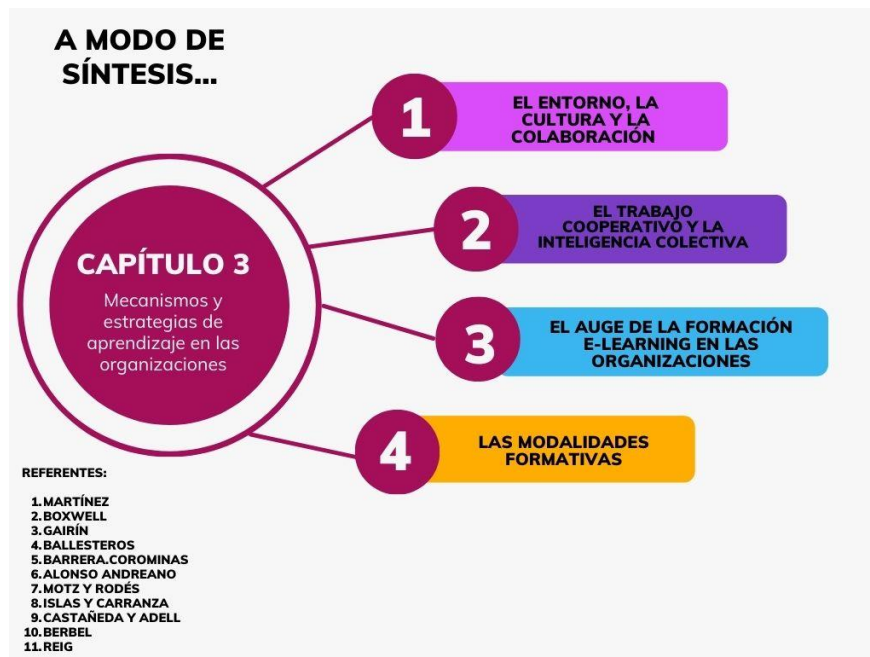 A MODO DE
SÍNTESIS...
1
EL ENTORNO, LA
CULTURA Y LA
COLABORACIÓN
2
EL TRABAJO
COOPERATIVO Y LA
INTELIGENCIA COLECTIVA
CAPÍTULO 3
Mecanismos y
estrategias de
aprendizaje en las
organizaciones
3
EL AUGE DE LA FORMACIÓN
E-LEARNING EN LAS
ORGANIZACIONES
4
LAS MODALIDADES
FORMATIVAS
REFERENTES:
1. MARTÍNEZ
2. BOXWELL
3. GAIRÍN
4. BALLESTEROS
5. BARRERA.COROMINAS
6. ALONSO ANDREANO
7. MOTZ Y RODÉS
8. ISLAS Y CARRANZA
9. CASTAÑEDA Y ADELL
10. BERBEL
11. REIG